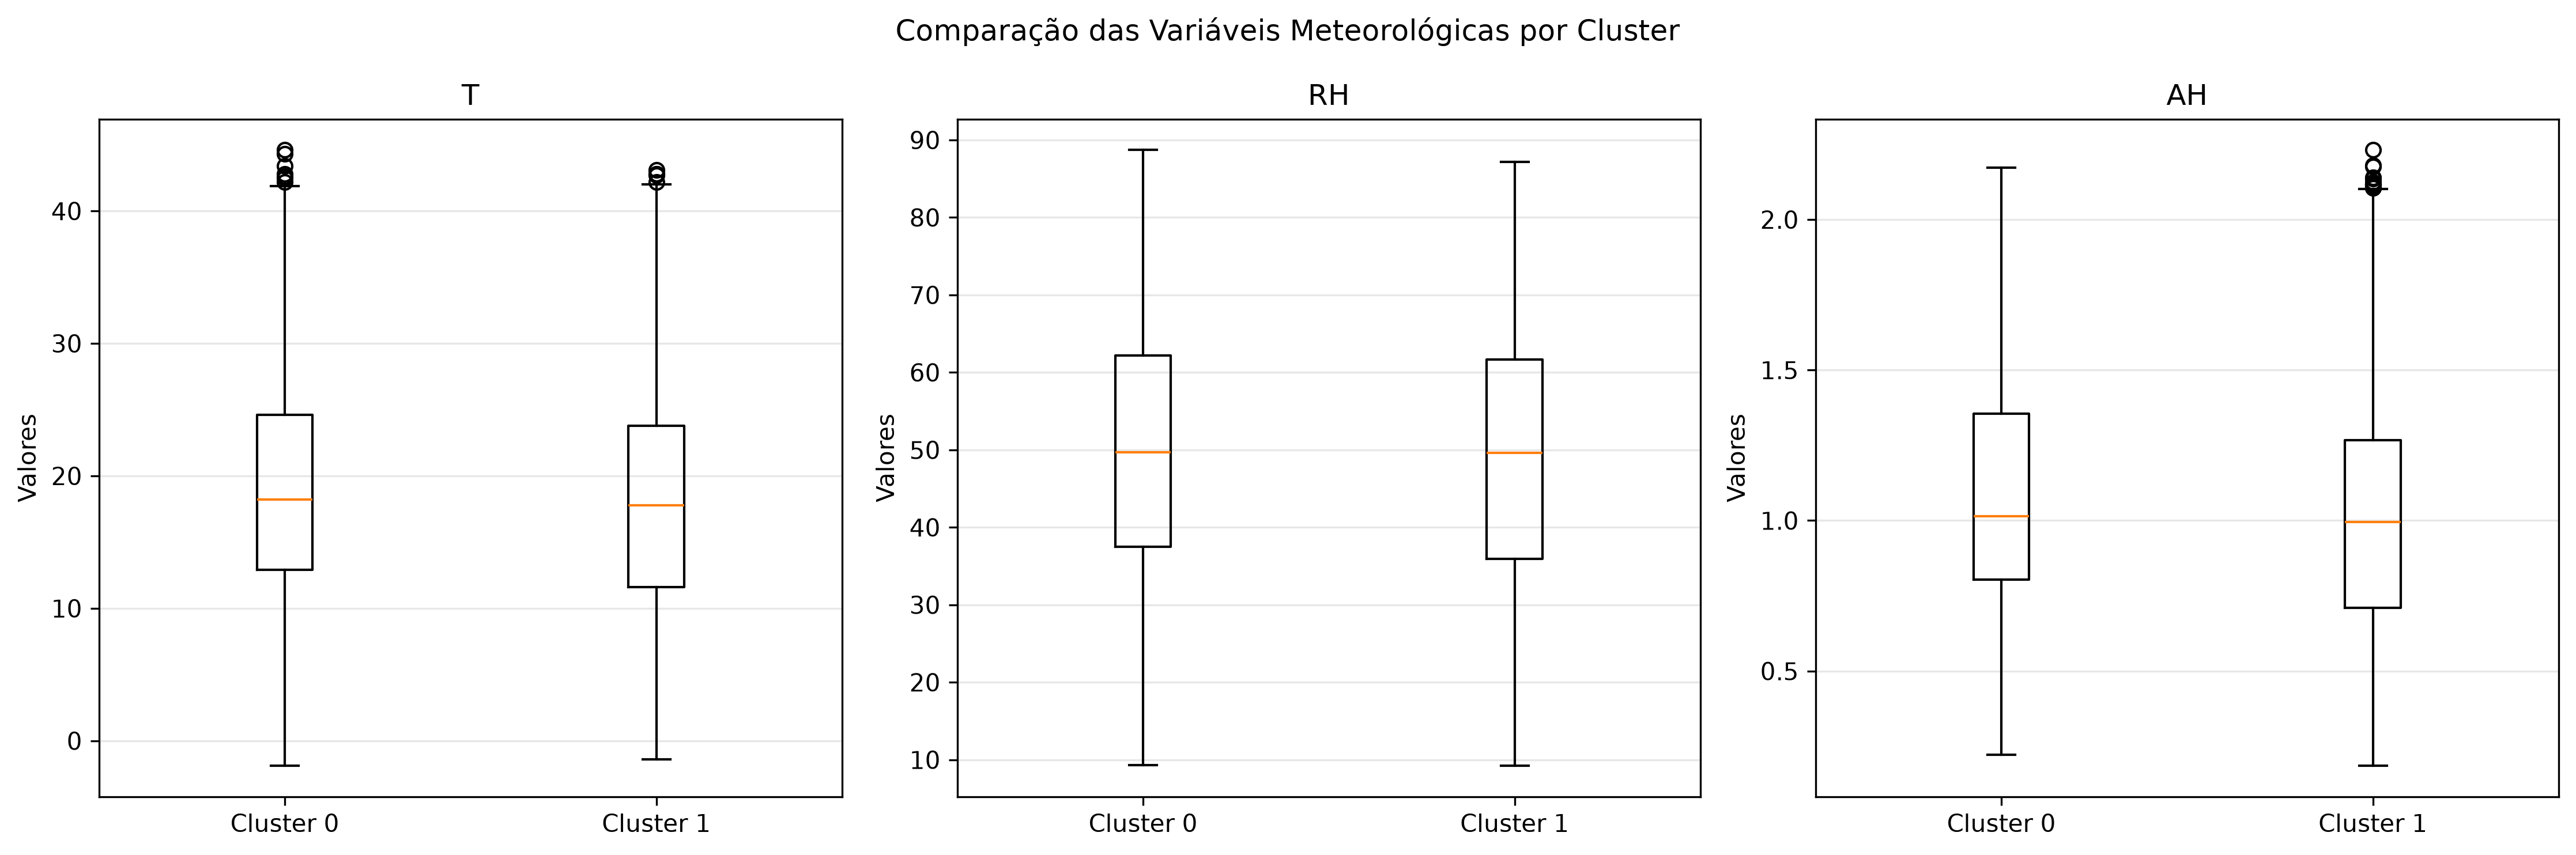 Comparação das Variáveis Meteorológicas por Cluster
T
Valores
40
30
20
10
0
Cluster 0
Cluster 1
RH
Valores
90
80
70
60
50
40
30
20
10
Cluster 0
Cluster 1
AH
Valores
2.0
1.5
1.0
0.5
Cluster 0
Cluster 1